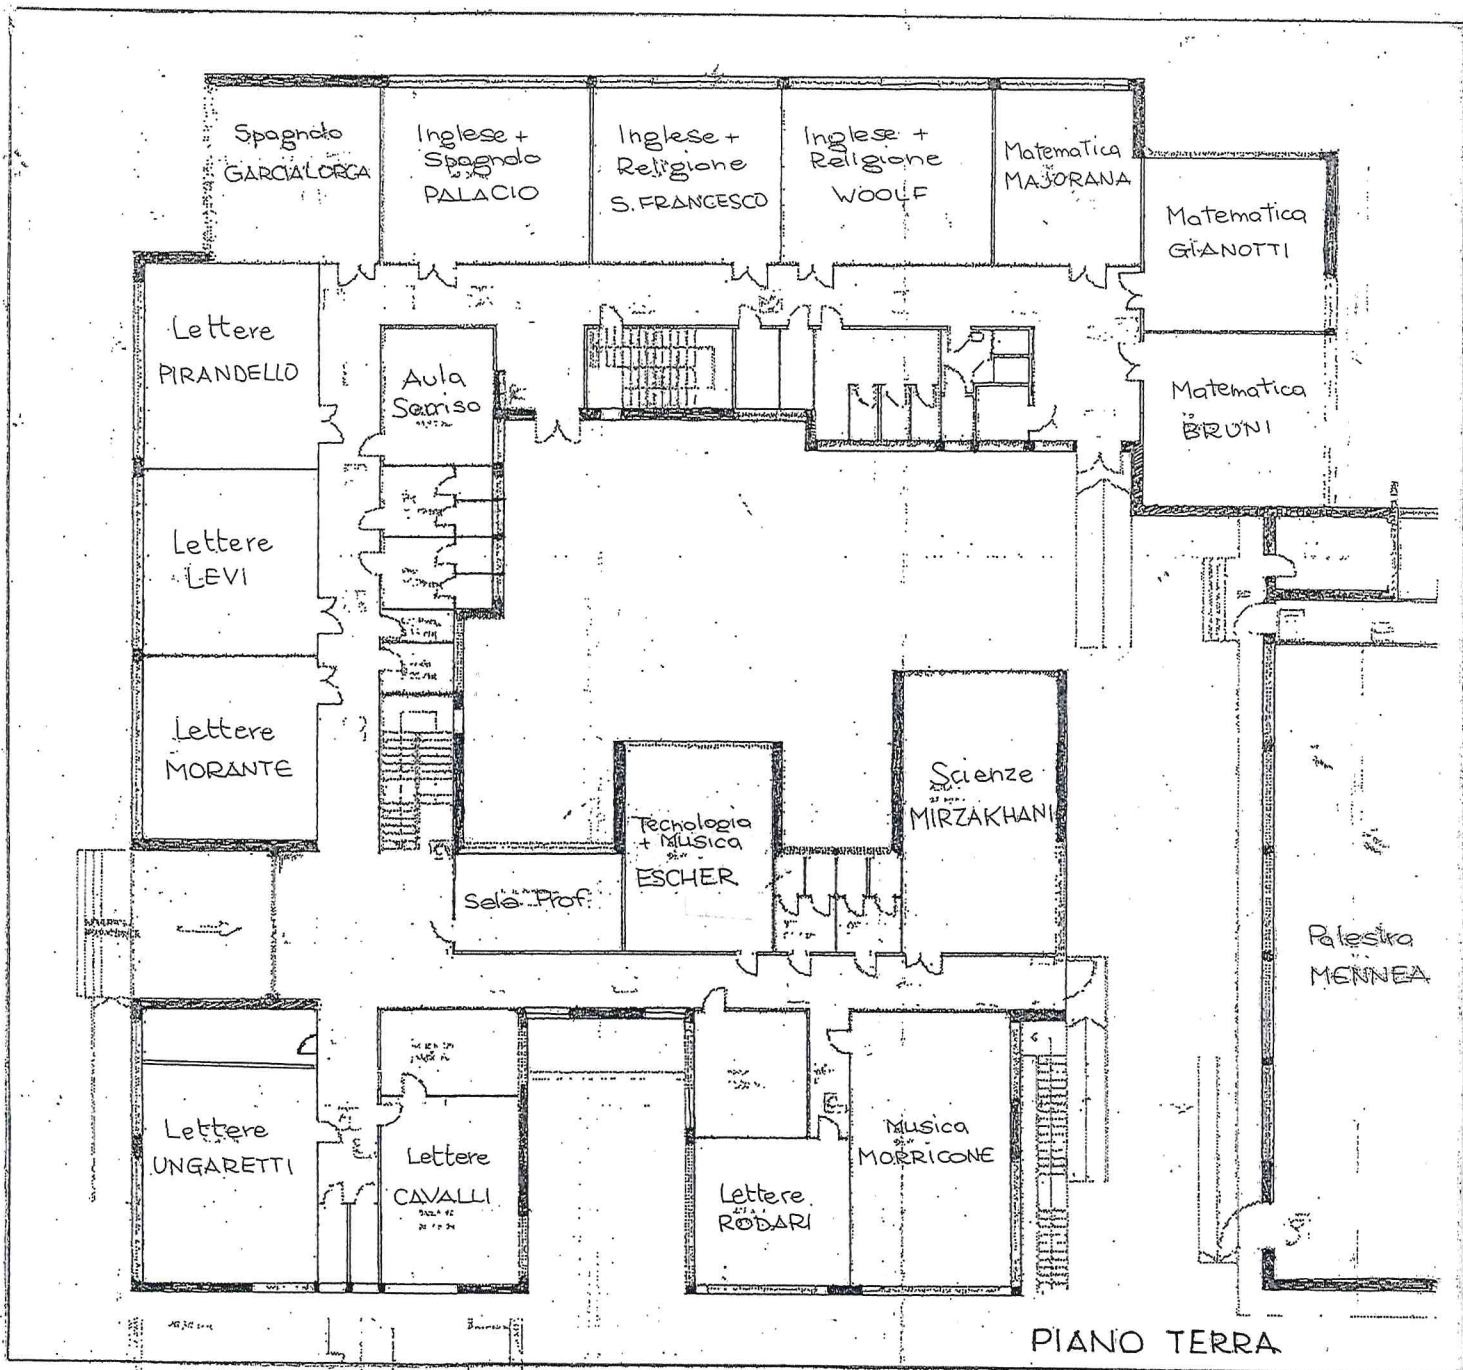 Spagnolo
GARCIA LORCA
Inglese +
Spagnolo
PALACIO
Inglese +
Religione
S. FRANCESCO
Inglese +
Religione
WOOLF
Matematica
MAJORANA
Matematica
GIANOTTI
Lettere
PIRANDELLO
Aula
Matematica
BRUNI
Lettere
LEVI
Lettere
MORANTE
Scienze
MIRZAKHANI
Tecnologia
+ Musica
ESCHER
Prof.
Palestra
MENNEA
Lettere
UNGARETTI
Lettere
CAVALLI
Musica
MORRICONE
Lettere
RODARI
PIANO TERRA